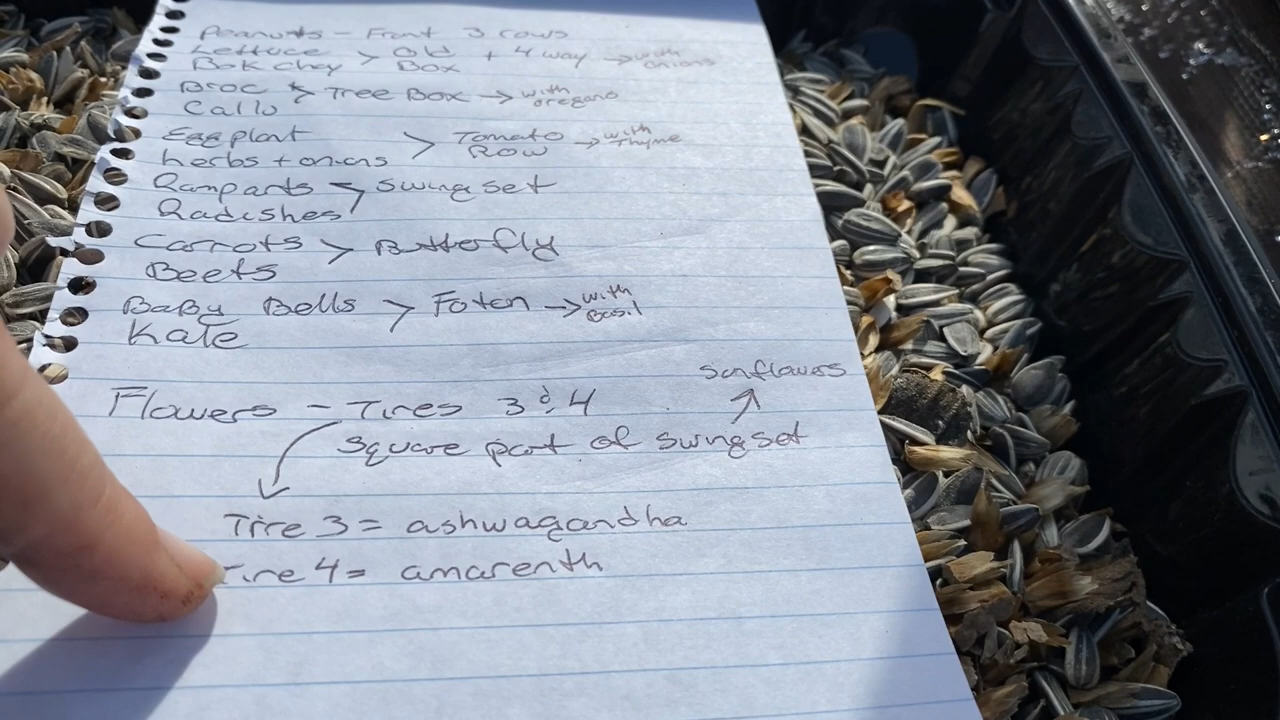 Peanuts - Front 3 rows
Lettuce > Old + 4 way → with
Bok choy Box onions
Broc > Tree Box → with
Callo oregano
Eggplant > Tomato → with
herbs + onions Row Thyme
Ramparts > swing set
Radishes
Carrots > Butterfly
Beets
Baby Bells > Foten → with
Kale Basil
sunflowers
Flowers - Tires 3 & 4
square part of swingset
Tire 3 = ashwagandha
Tire 4 = amarenth